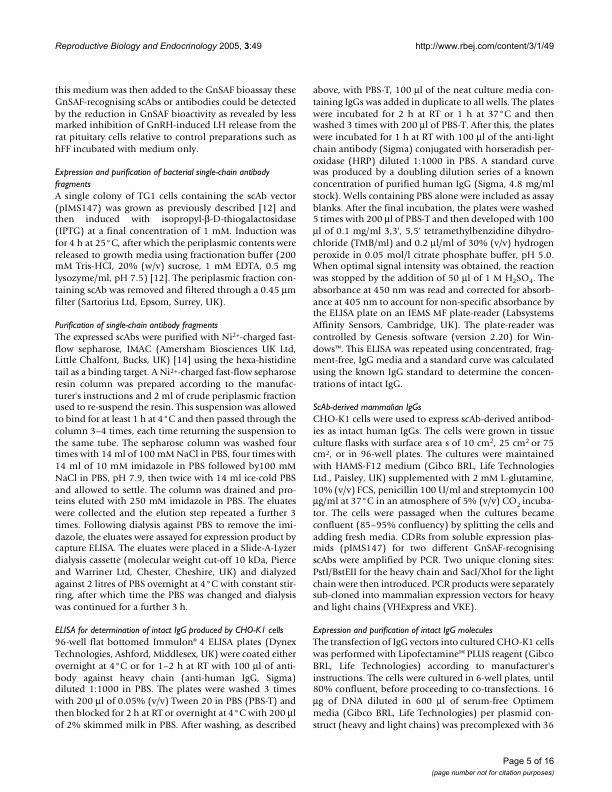 Reproductive Biology and Endocrinology 2005, 3:49
http://www.rbej.com/content/3/1/49
this medium was then added to the GnSAF bioassay these
GnSAF-recognising scAbs or antibodies could be detected
by the reduction in GnSAF bioactivity as revealed by less
marked inhibition of GnRH-induced LH release from the
rat pituitary cells relative to control preparations such as
hFF incubated with medium only.
Expression and purification of bacterial single-chain antibody
fragments
A single colony of TG1 cells containing the scAb vector
(pIMS147) was grown as previously described [12] and
then induced with isopropyl-β-D-thiogalactosidase
(IPTG) at a final concentration of 1 mM. Induction was
for 4 h at 25°C, after which the periplasmic contents were
released to growth media using fractionation buffer (200
mM Tris-HCl, 20% (w/v) sucrose, 1 mM EDTA, 0.5 mg
lysozyme/ml, pH 7.5) [12]. The periplasmic fraction con-
taining scAb was removed and filtered through a 0.45 μm
filter (Sartorius Ltd, Epsom, Surrey, UK).
Purification of single-chain antibody fragments
The expressed scAbs were purified with Ni²⁺-charged fast-
flow sepharose, IMAC (Amersham Biosciences UK Ltd,
Little Chalfont, Bucks, UK) [14] using the hexa-histidine
tail as a binding target. A Ni²⁺-charged fast-flow sepharose
resin column was prepared according to the manufac-
turer's instructions and 2 ml of crude periplasmic fraction
used to re-suspend the resin. This suspension was allowed
to bind for at least 1 h at 4°C and then passed through the
column 3–4 times, each time returning the suspension to
the same tube. The sepharose column was washed four
times with 14 ml of 100 mM NaCl in PBS, four times with
14 ml of 10 mM imidazole in PBS followed by100 mM
NaCl in PBS, pH 7.9, then twice with 14 ml ice-cold PBS
and allowed to settle. The column was drained and pro-
teins eluted with 250 mM imidazole in PBS. The eluates
were collected and the elution step repeated a further 3
times. Following dialysis against PBS to remove the imi-
dazole, the eluates were assayed for expression product by
capture ELISA. The eluates were placed in a Slide-A-Lyzer
dialysis cassette (molecular weight cut-off 10 kDa, Pierce
and Warriner Ltd, Chester, Cheshire, UK) and dialyzed
against 2 litres of PBS overnight at 4°C with constant stir-
ring, after which time the PBS was changed and dialysis
was continued for a further 3 h.
ELISA for determination of intact IgG produced by CHO-K1 cells
96-well flat bottomed Immulon® 4 ELISA plates (Dynex
Technologies, Ashford, Middlesex, UK) were coated either
overnight at 4°C or for 1–2 h at RT with 100 μl of anti-
body against heavy chain (anti-human IgG, Sigma)
diluted 1:1000 in PBS. The plates were washed 3 times
with 200 μl of 0.05% (v/v) Tween 20 in PBS (PBS-T) and
then blocked for 2 h at RT or overnight at 4°C with 200 μl
of 2% skimmed milk in PBS. After washing, as described
above, with PBS-T, 100 μl of the neat culture media con-
taining IgGs was added in duplicate to all wells. The plates
were incubated for 2 h at RT or 1 h at 37°C and then
washed 3 times with 200 μl of PBS-T. After this, the plates
were incubated for 1 h at RT with 100 μl of the anti-light
chain antibody (Sigma) conjugated with horseradish per-
oxidase (HRP) diluted 1:1000 in PBS. A standard curve
was produced by a doubling dilution series of a known
concentration of purified human IgG (Sigma, 4.8 mg/ml
stock). Wells containing PBS alone were included as assay
blanks. After the final incubation, the plates were washed
5 times with 200 μl of PBS-T and then developed with 100
μl of 0.1 mg/ml 3,3', 5,5' tetramethylbenzidine dihydro-
chloride (TMB/ml) and 0.2 μl/ml of 30% (v/v) hydrogen
peroxide in 0.05 mol/l citrate phosphate buffer, pH 5.0.
When optimal signal intensity was obtained, the reaction
was stopped by the addition of 50 μl of 1 M H₂SO₄. The
absorbance at 450 nm was read and corrected for absorb-
ance at 405 nm to account for non-specific absorbance by
the ELISA plate on an IEMS MF plate-reader (Labsystems
Affinity Sensors, Cambridge, UK). The plate-reader was
controlled by Genesis software (version 2.20) for Win-
dows™. This ELISA was repeated using concentrated, frag-
ment-free, IgG media and a standard curve was calculated
using the known IgG standard to determine the concen-
trations of intact IgG.
ScAb-derived mammalian IgGs
CHO-K1 cells were used to express scAb-derived antibod-
ies as intact human IgGs. The cells were grown in tissue
culture flasks with surface area s of 10 cm², 25 cm² or 75
cm², or in 96-well plates. The cultures were maintained
with HAMS-F12 medium (Gibco BRL, Life Technologies
Ltd., Paisley, UK) supplemented with 2 mM L-glutamine,
10% (v/v) FCS, penicillin 100 U/ml and streptomycin 100
μg/ml at 37°C in an atmosphere of 5% (v/v) CO₂ incuba-
tor. The cells were passaged when the cultures became
confluent (85–95% confluency) by splitting the cells and
adding fresh media. CDRs from soluble expression plas-
mids (pIMS147) for two different GnSAF-recognising
scAbs were amplified by PCR. Two unique cloning sites:
PstI/BstEII for the heavy chain and SacI/XhoI for the light
chain were then introduced. PCR products were separately
sub-cloned into mammalian expression vectors for heavy
and light chains (VHExpress and VKE).
Expression and purification of intact IgG molecules
The transfection of IgG vectors into cultured CHO-K1 cells
was performed with Lipofectamine™ PLUS reagent (Gibco
BRL, Life Technologies) according to manufacturer's
instructions. The cells were cultured in 6-well plates, until
80% confluent, before proceeding to co-transfections. 16
μg of DNA diluted in 600 μl of serum-free Optimem
media (Gibco BRL, Life Technologies) per plasmid con-
struct (heavy and light chains) was precomplexed with 36
Page 5 of 16
(page number not for citation purposes)